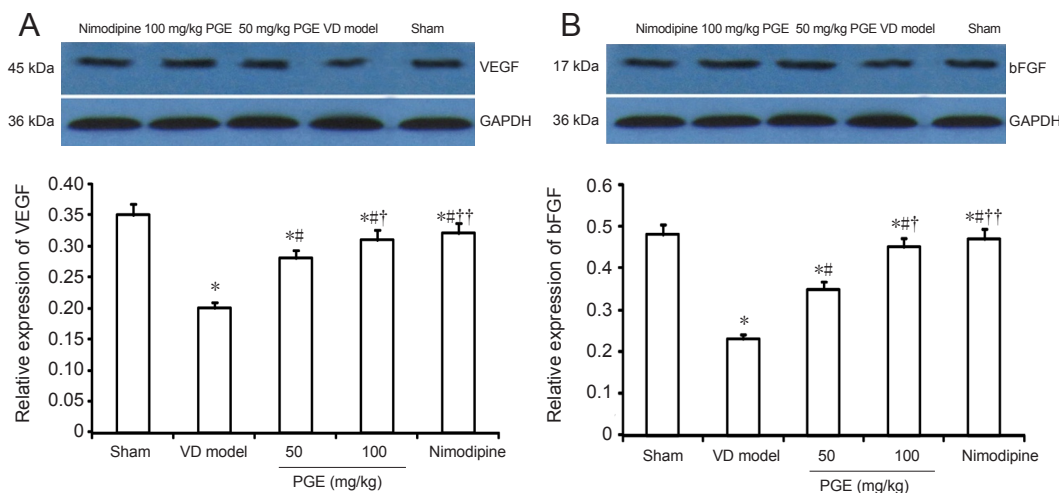 A
Nimodipine 100 mg/kg PGE 50 mg/kg PGE VD model Sham
45 kDa VEGF
36 kDa GAPDH
Relative expression of VEGF
0.40
0.35
0.30
0.25
0.20
0.15
0.10
0.05
0
*
*#
*#†
*#††
Sham VD model 50 100 Nimodipine
PGE (mg/kg)
B
Nimodipine 100 mg/kg PGE 50 mg/kg PGE VD model Sham
17 kDa bFGF
36 kDa GAPDH
Relative expression of bFGF
0.6
0.5
0.4
0.3
0.2
0.1
0
*
*#
*#†
*#††
Sham VD model 50 100 Nimodipine
PGE (mg/kg)